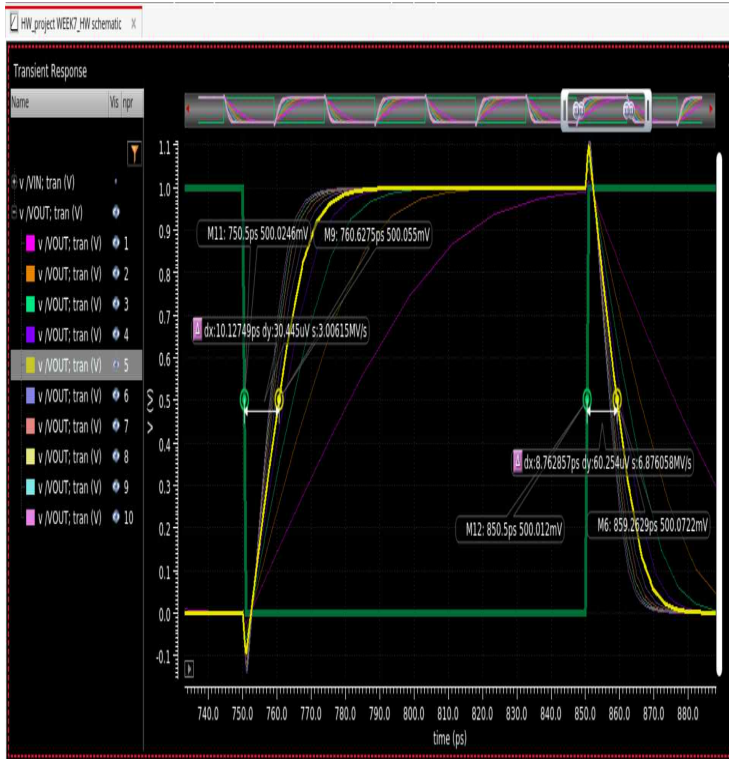 HW_project WEEK7_HW schematic ×
Transient Response
Name Vis npr
v /VIN; tran (V)
v /VOUT; tran (V)
v /VOUT; tran (V) 1
v /VOUT; tran (V) 2
v /VOUT; tran (V) 3
v /VOUT; tran (V) 4
v /VOUT; tran (V) 5
v /VOUT; tran (V) 6
v /VOUT; tran (V) 7
v /VOUT; tran (V) 8
v /VOUT; tran (V) 9
v /VOUT; tran (V) 10
V (V)
1.1
1.0
0.9
0.8
0.7
0.6
0.5
0.4
0.3
0.2
0.1
0.0
-0.1
M11: 750.5ps 500.0246mV
M9: 760.6275ps 500.055mV
dx:10.12749ps dy:30.445uV s:3.00615MV/s
dx:8.762857ps dy:60.254uV s:6.876058MV/s
M12: 850.5ps 500.012mV
M6: 859.2629ps 500.0722mV
740.0 750.0 760.0 770.0 780.0 790.0 800.0 810.0 820.0 830.0 840.0 850.0 860.0 870.0 880.0
time (ps)